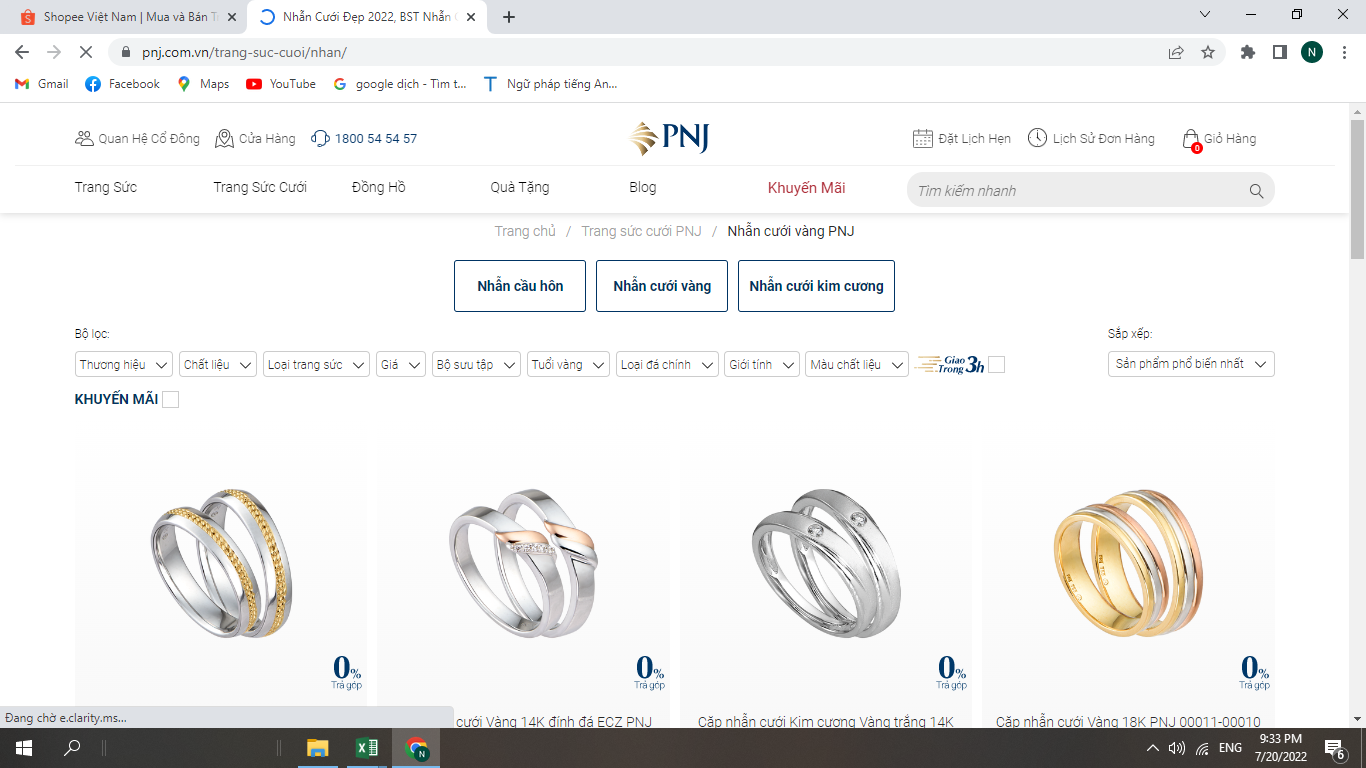 Shopee Việt Nam | Mua và Bán Tr
Nhẫn Cưới Đẹp 2022, BST Nhẫn C
pnj.com.vn/trang-suc-cuoi/nhan/
N
Gmail
Facebook
Maps
YouTube
google dịch - Tìm t...
Ngữ pháp tiếng An...
Quan Hệ Cổ Đông
Cửa Hàng
1800 54 54 57
PNJ
Đặt Lịch Hẹn
Lịch Sử Đơn Hàng
0
Giỏ Hàng
Trang Sức
Trang Sức Cưới
Đồng Hồ
Quà Tặng
Blog
Khuyến Mãi
Tìm kiếm nhanh
Trang chủ / Trang sức cưới PNJ / Nhẫn cưới vàng PNJ
Nhẫn cầu hôn
Nhẫn cưới vàng
Nhẫn cưới kim cương
Bộ lọc:
Sắp xếp:
Thương hiệu
Chất liệu
Loại trang sức
Giá
Bộ sưu tập
Tuổi vàng
Loại đá chính
Giới tính
Màu chất liệu
Giao
Trong 3h
Sản phẩm phổ biến nhất
KHUYẾN MÃI
0%
Trả góp
0%
Trả góp
0%
Trả góp
0%
Trả góp
cưới Vàng 14K đính đá ECZ PNJ
Cặp nhẫn cưới Kim cương Vàng trắng 14K
Cặp nhẫn cưới Vàng 18K PNJ 00011-00010
Đang chờ e.clarity.ms...
N
ENG
9:33 PM
7/20/2022
6